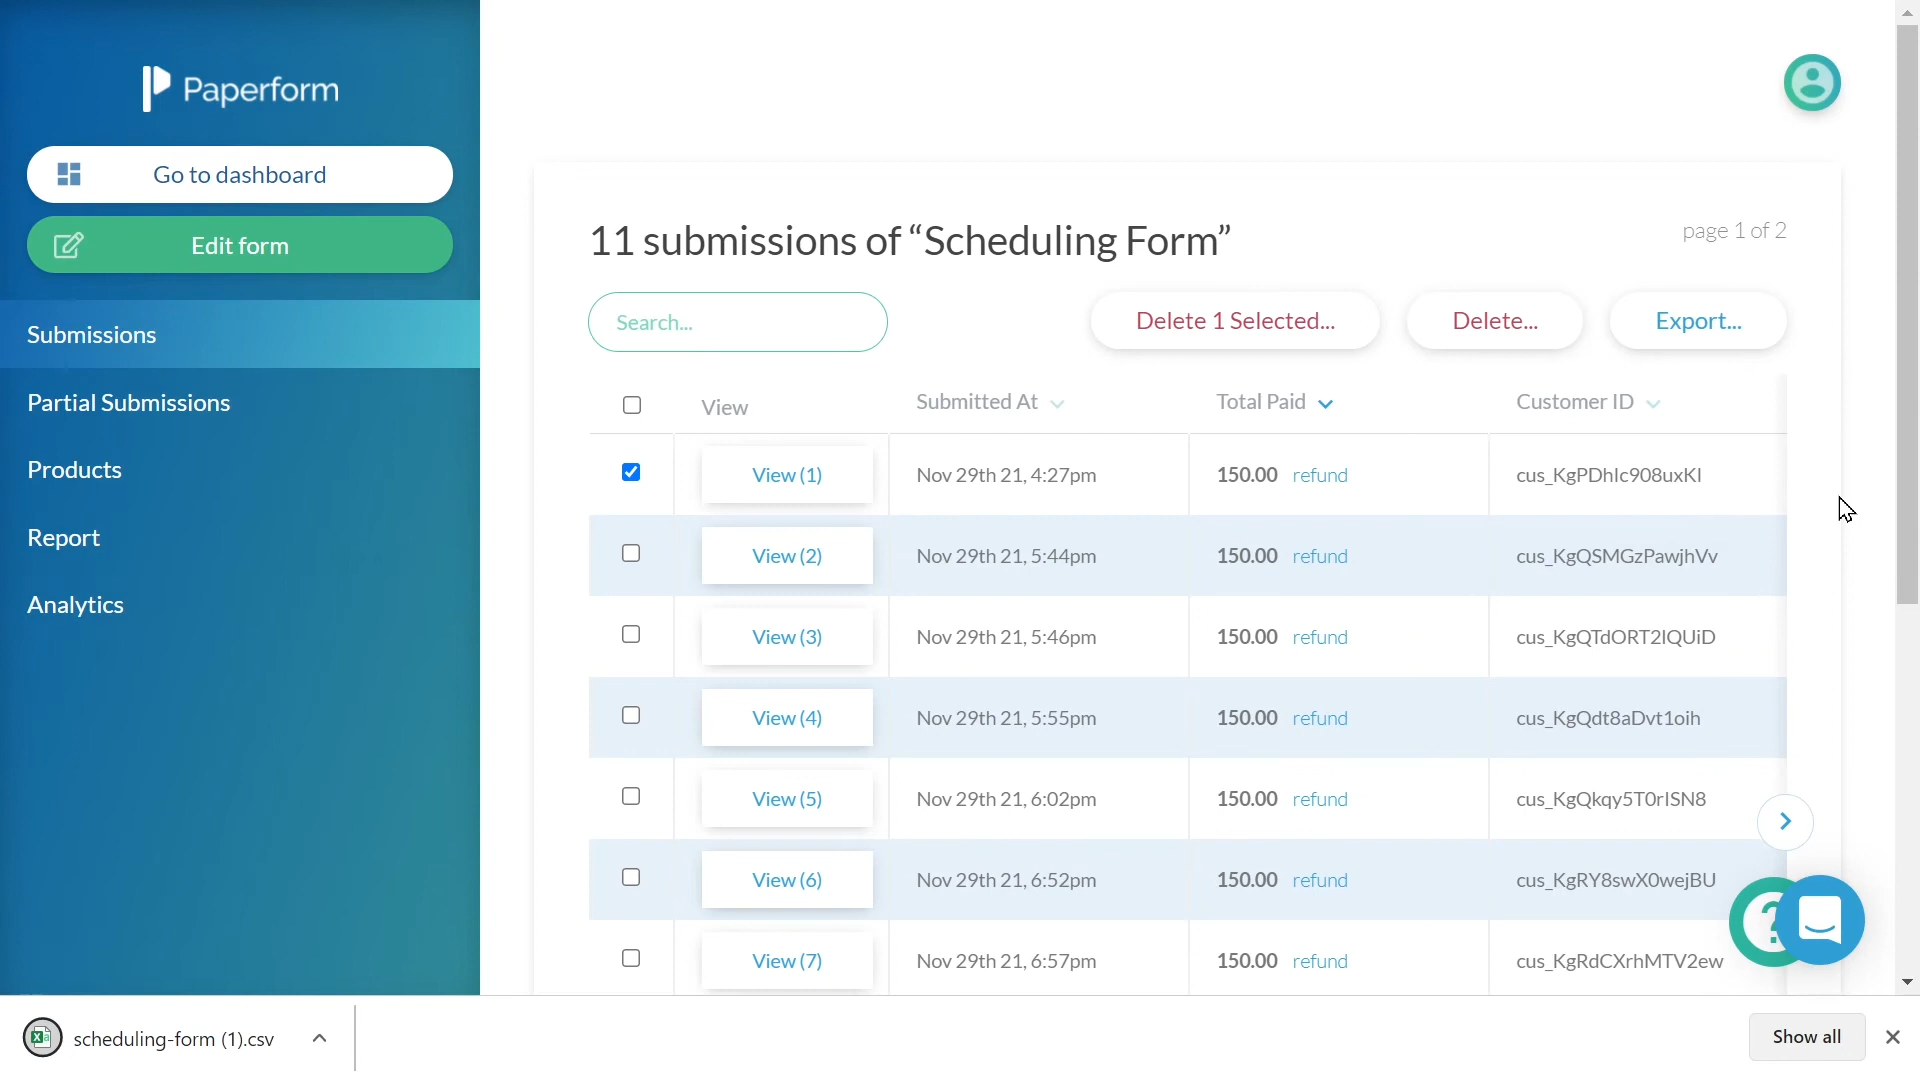 Paperform
Go to dashboard
Edit form
Submissions
Partial Submissions
Products
Report
Analytics
11 submissions of “Scheduling Form”
page 1 of 2
Search...
Delete 1 Selected...
Delete...
Export...
View Submitted At Total Paid Customer ID
View (1) Nov 29th 21, 4:27pm 150.00 refund cus_KgPDhlc908uxKl
View (2) Nov 29th 21, 5:44pm 150.00 refund cus_KgQSMGzPawjhVv
View (3) Nov 29th 21, 5:46pm 150.00 refund cus_KgQTdORT2IQUiD
View (4) Nov 29th 21, 5:55pm 150.00 refund cus_KgQdt8aDvt1oih
View (5) Nov 29th 21, 6:02pm 150.00 refund cus_KgQkqy5T0rISN8
View (6) Nov 29th 21, 6:52pm 150.00 refund cus_KgRY8swX0wejBU
View (7) Nov 29th 21, 6:57pm 150.00 refund cus_KgRdCXrhMTV2ew
?
scheduling-form (1).csv
Show all